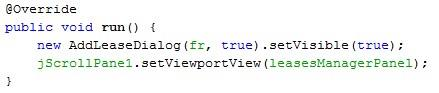 @Override
public void run() {
    new AddLeaseDialog(fr, true).setVisible(true);
    jScrollPane1.setViewportView(leasesManagerPanel);
}